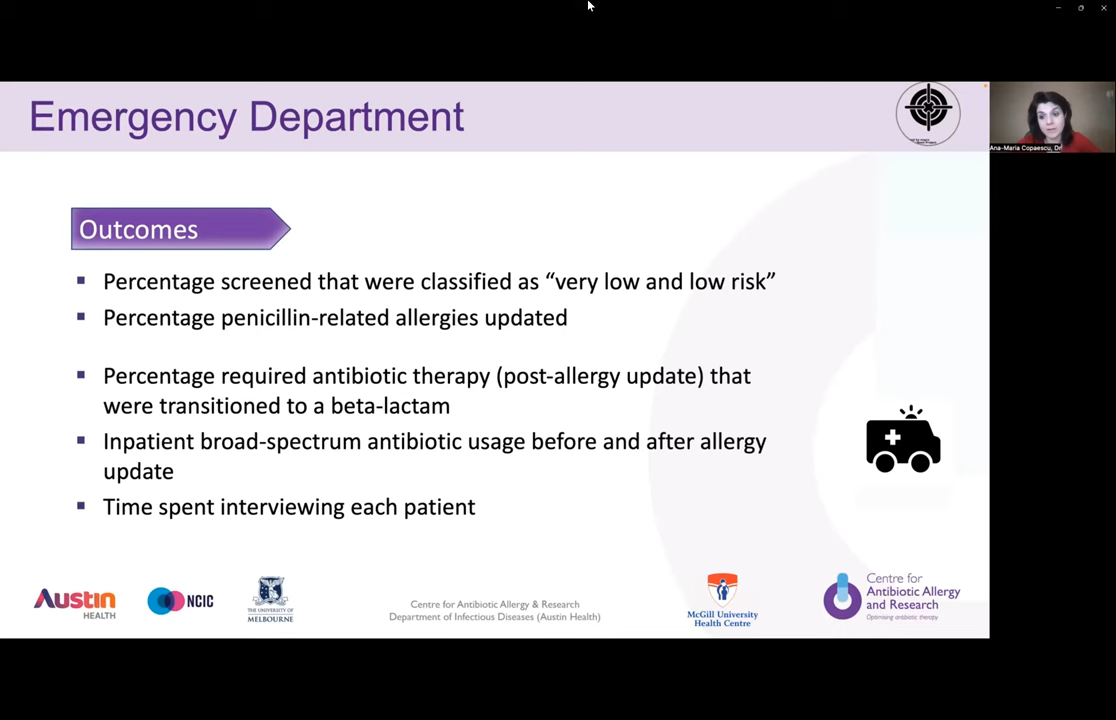 Emergency Department
Ana-Maria Copaescu, Dr
Outcomes
▪ Percentage screened that were classified as “very low and low risk”
▪ Percentage penicillin-related allergies updated
▪ Percentage required antibiotic therapy (post-allergy update) that
were transitioned to a beta-lactam
▪ Inpatient broad-spectrum antibiotic usage before and after allergy
update
▪ Time spent interviewing each patient
Austin
HEALTH
NCIC
THE UNIVERSITY OF
MELBOURNE
Centre for Antibiotic Allergy & Research
Department of Infectious Diseases (Austin Health)
McGill University
Health Centre
Centre for
Antibiotic Allergy
and Research
Optimising antibiotic therapy